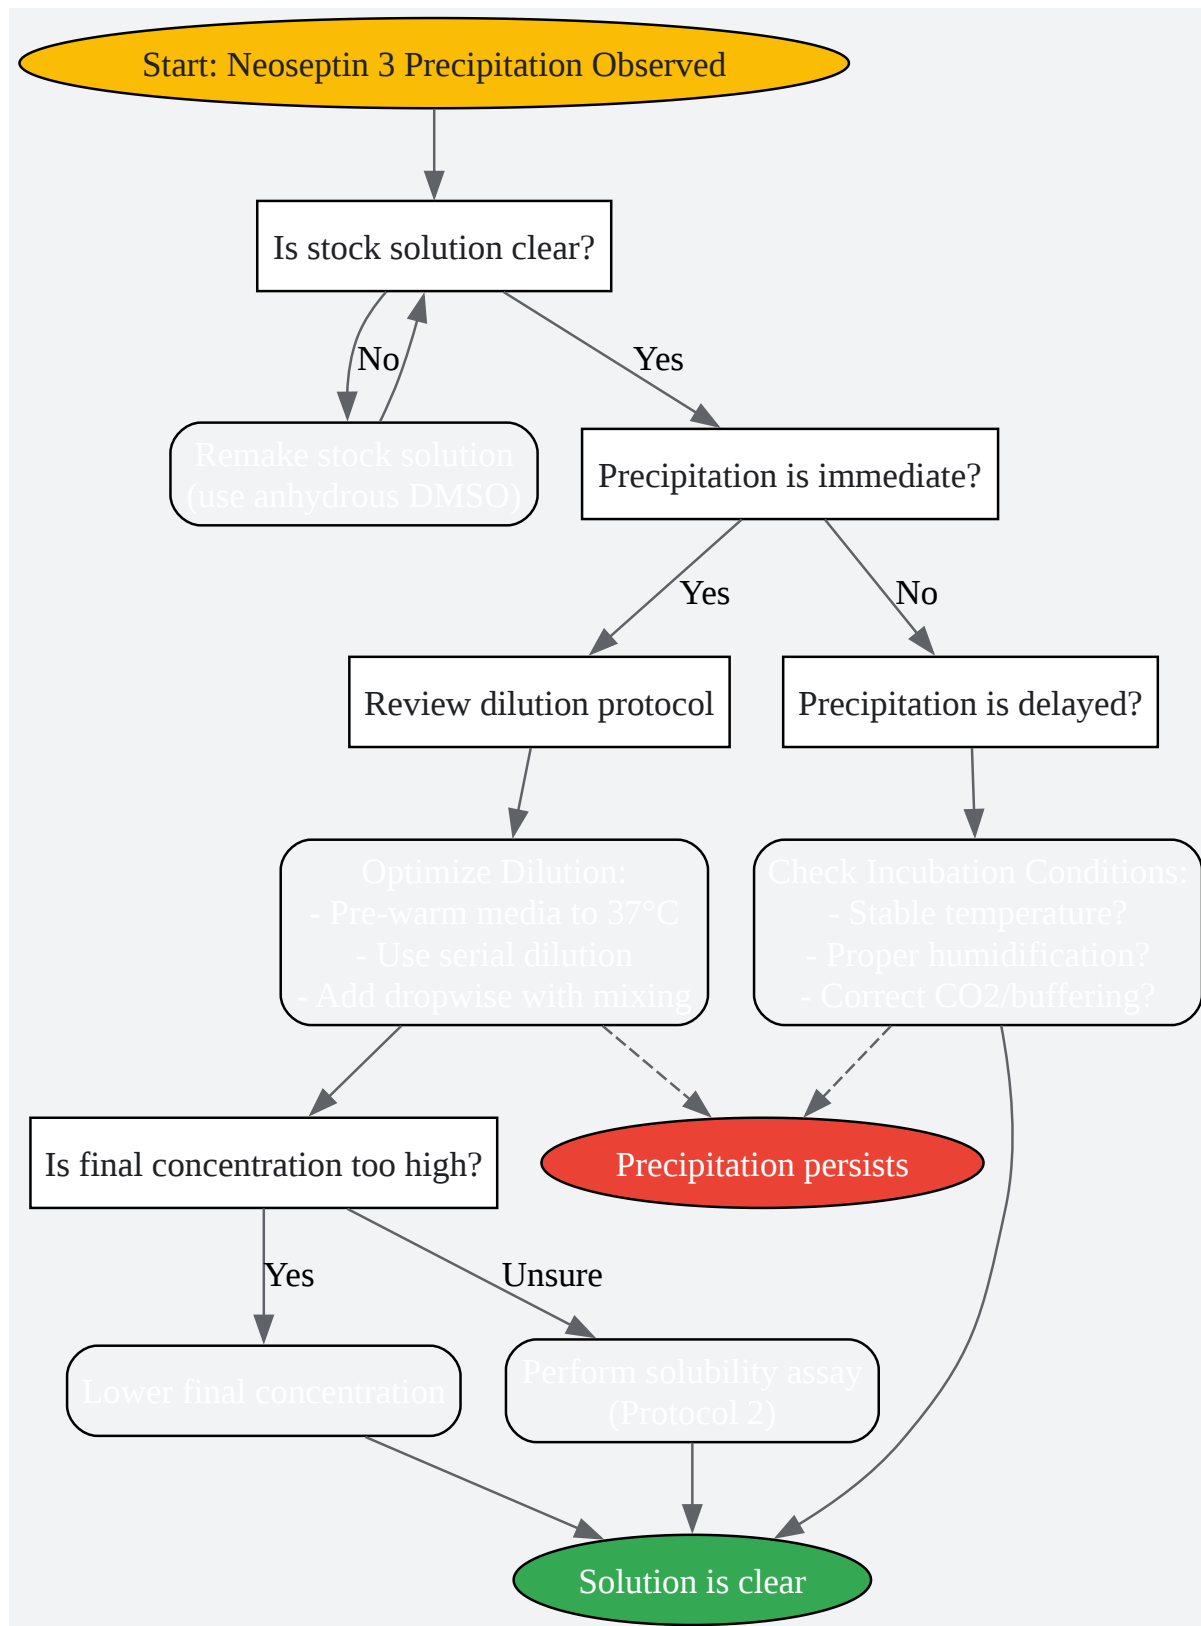 Start: Neoseptin 3 Precipitation Observed
Is stock solution clear?
No
Yes
Remake stock solution
(use anhydrous DMSO)
Precipitation is immediate?
Yes
No
Review dilution protocol
Precipitation is delayed?
Optimize Dilution:
- Pre-warm media to 37°C
- Use serial dilution
- Add dropwise with mixing
Check Incubation Conditions:
- Stable temperature?
- Proper humidification?
- Correct CO2/buffering?
Is final concentration too high?
Precipitation persists
Yes
Unsure
Lower final concentration
Perform solubility assay
(Protocol 2)
Solution is clear